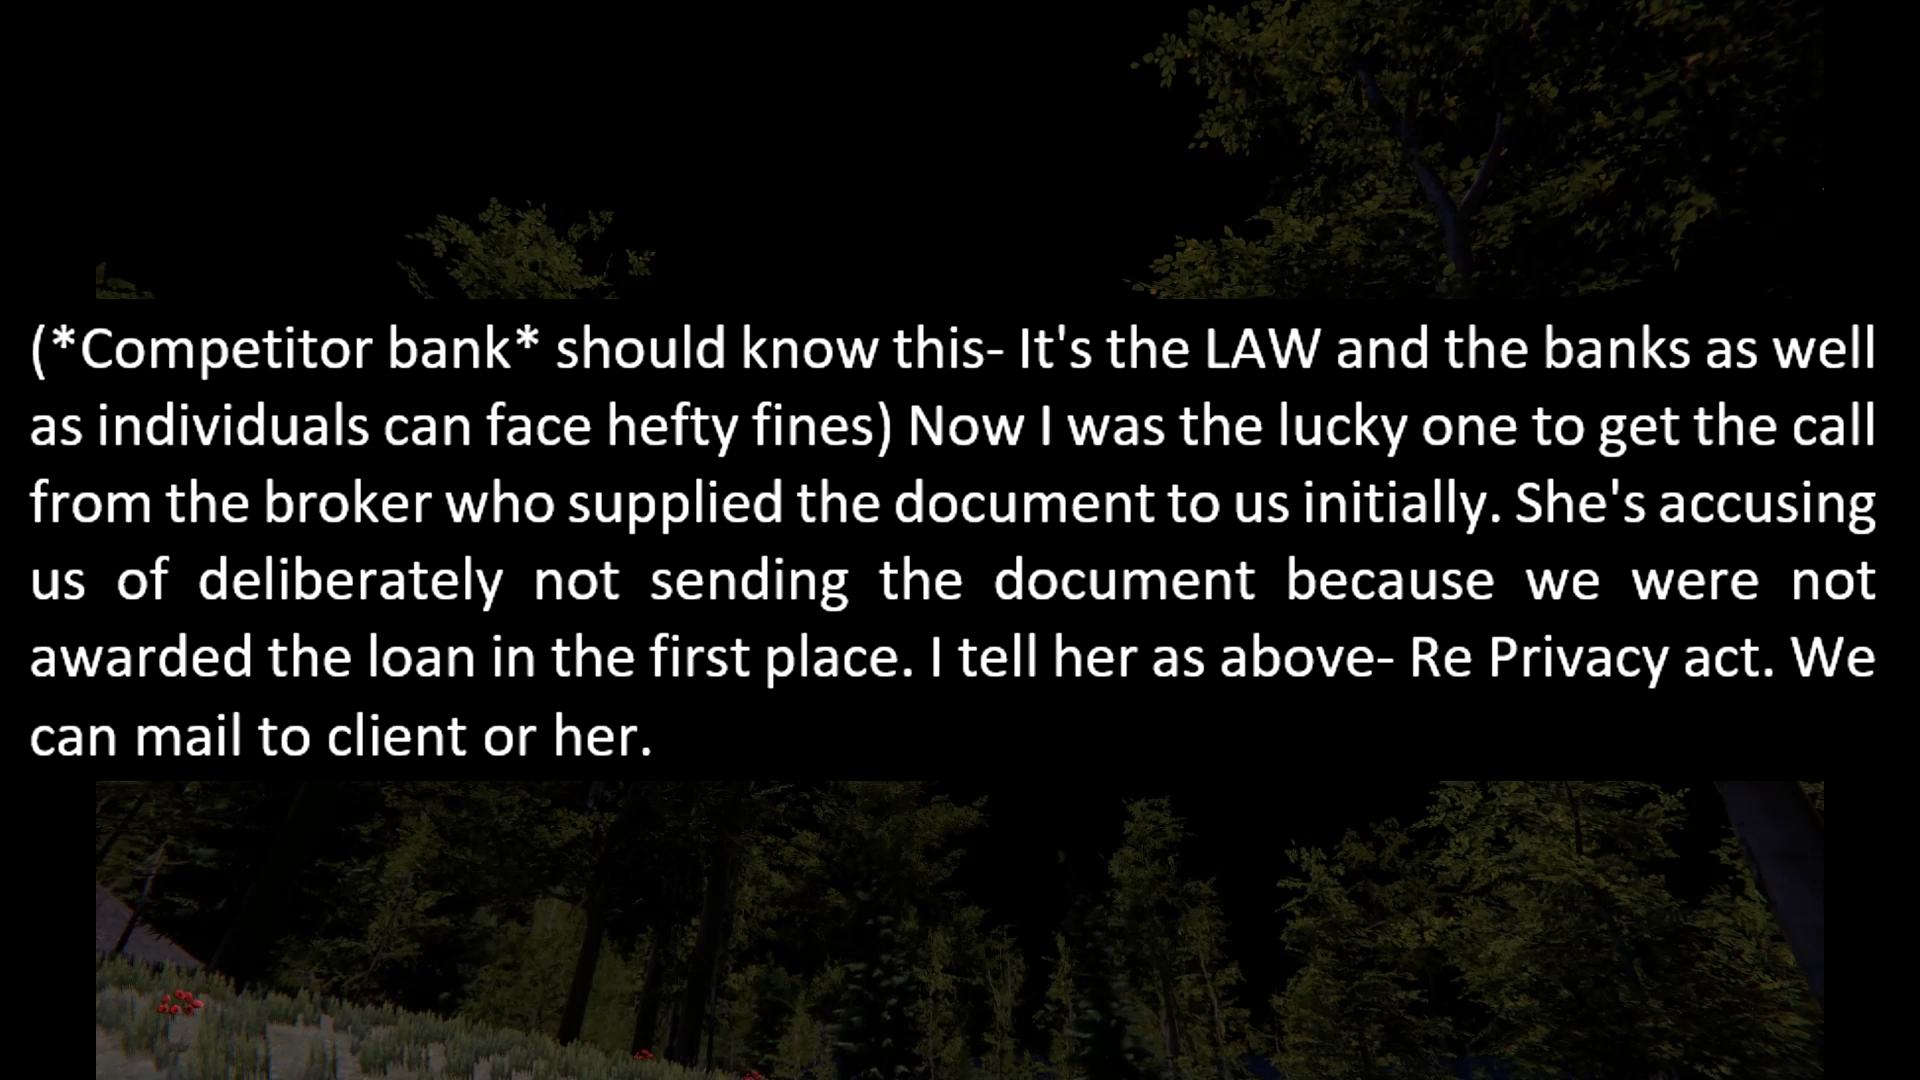 (*Competitor bank* should know this- It's the LAW and the banks as well
as individuals can face hefty fines) Now I was the lucky one to get the call
from the broker who supplied the document to us initially. She's accusing
us of deliberately not sending the document because we were not
awarded the loan in the first place. I tell her as above- Re Privacy act. We
can mail to client or her.